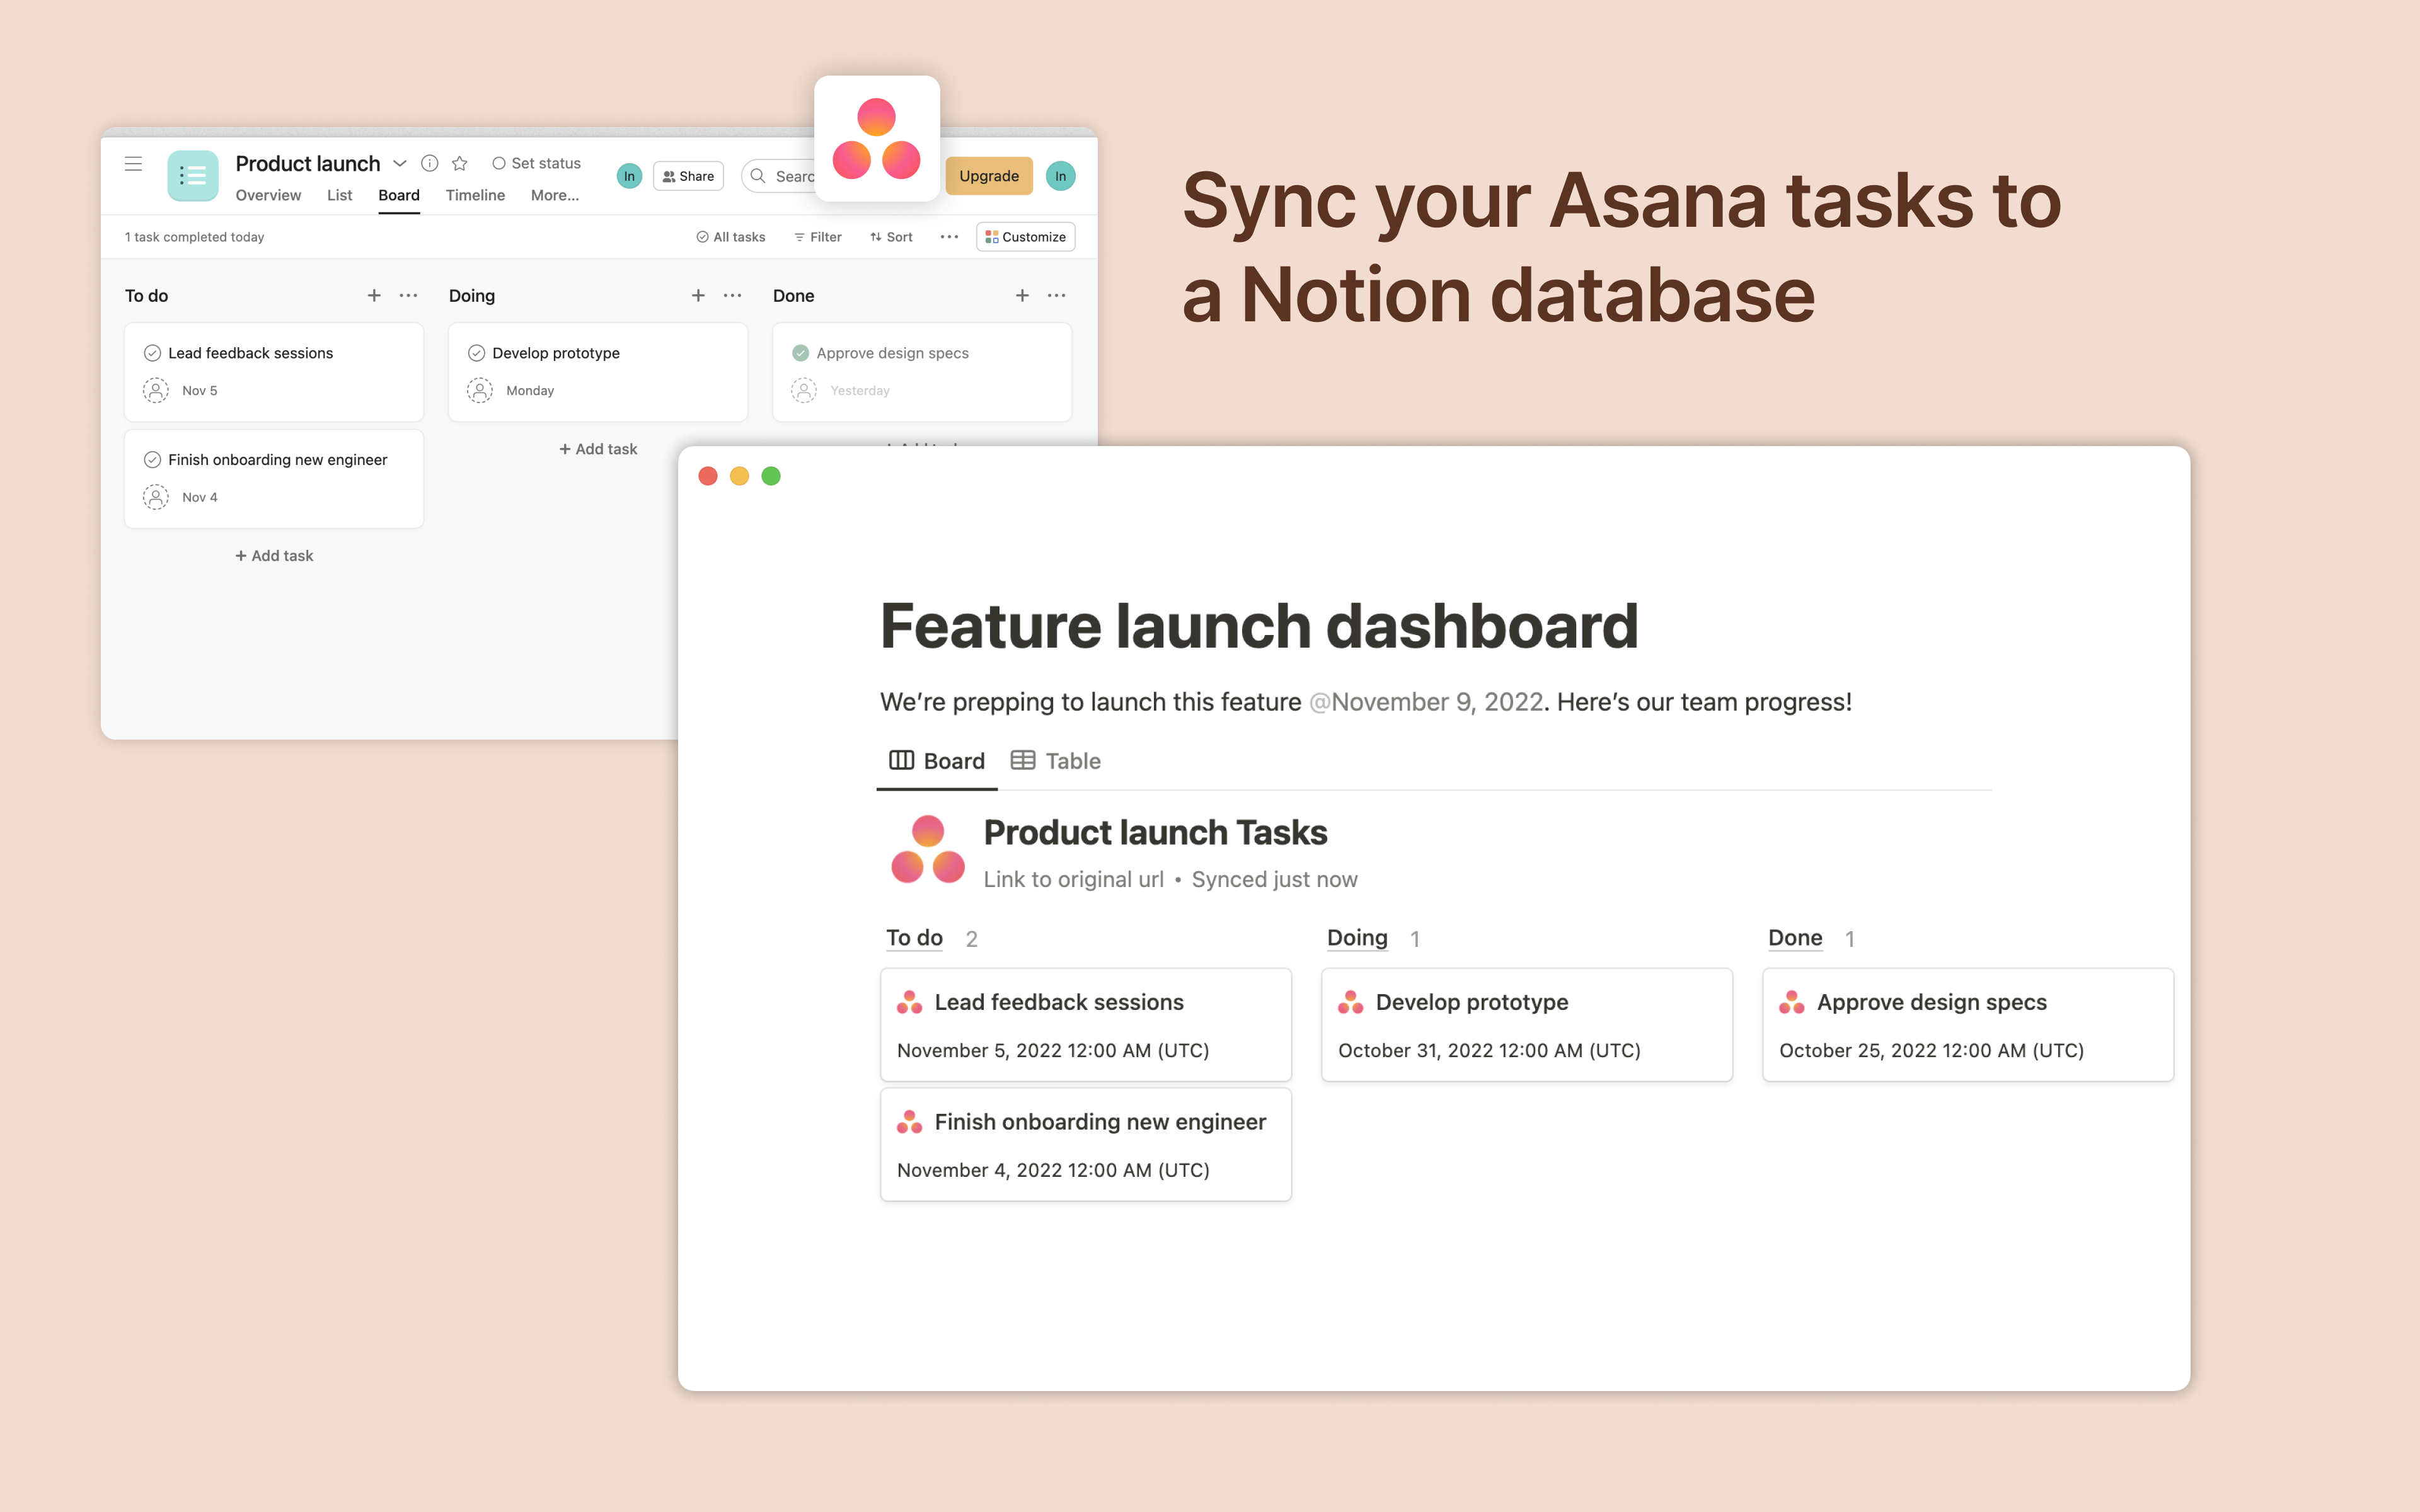 Sync your Asana tasks to
a Notion database
Product launch
Set status
Overview List Board Timeline More...
In
Share
Upgrade
In
1 task completed today
All tasks Filter Sort
Customize
To do
Lead feedback sessions
Nov 5
Finish onboarding new engineer
Nov 4
+ Add task
Doing
Develop prototype
Monday
+ Add task
Done
Approve design specs
Yesterday
Feature launch dashboard
We’re prepping to launch this feature @November 9, 2022. Here’s our team progress!
Board Table
Product launch Tasks
Link to original url • Synced just now
To do 2
Lead feedback sessions
November 5, 2022 12:00 AM (UTC)
Finish onboarding new engineer
November 4, 2022 12:00 AM (UTC)
Doing 1
Develop prototype
October 31, 2022 12:00 AM (UTC)
Done 1
Approve design specs
October 25, 2022 12:00 AM (UTC)